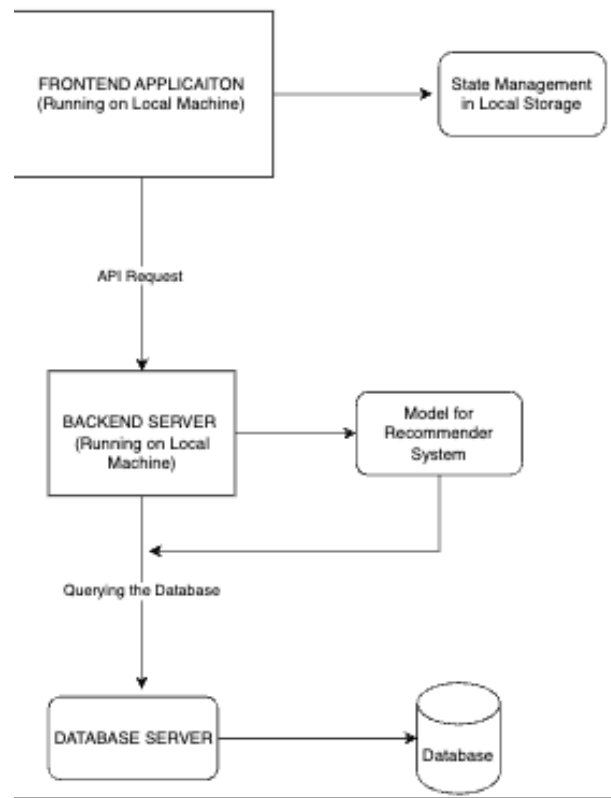 FRONTEND APPLICAITON
(Running on Local Machine)
State Management
in Local Storage
API Request
BACKEND SERVER
(Running on Local
Machine)
Model for
Recommender
System
Querying the Database
DATABASE SERVER
Database